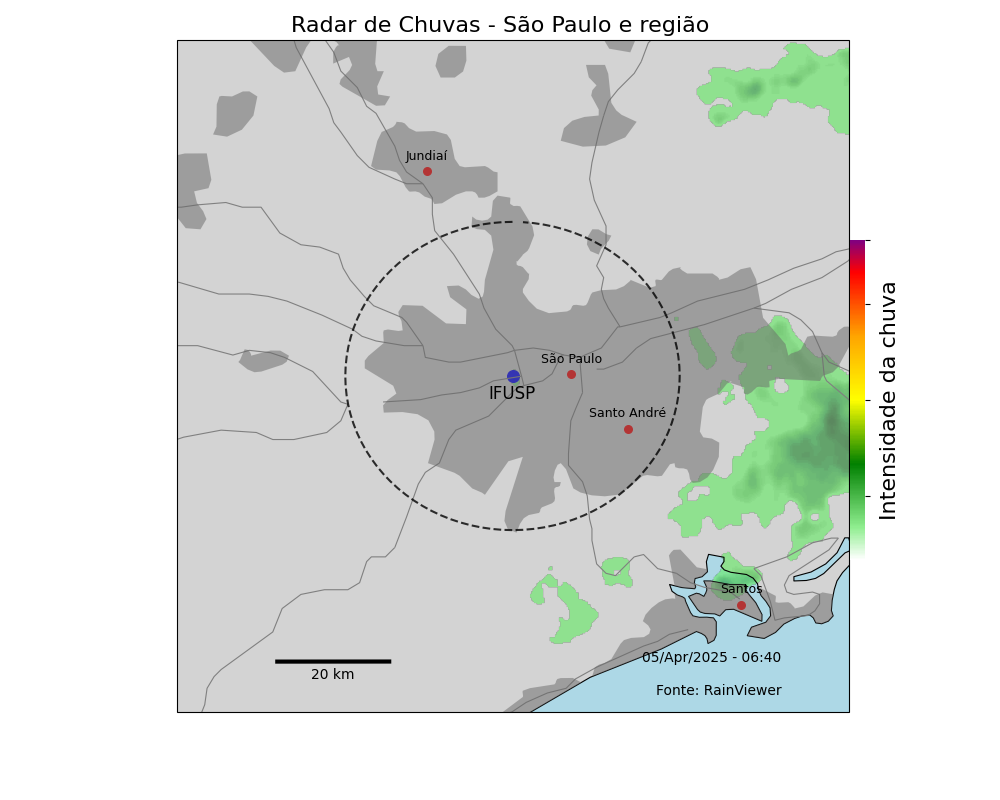 Radar de Chuvas - São Paulo e região
Jundiaí
São Paulo
IFUSP
Santo André
Intensidade da chuva
Santos
05/Apr/2025 - 06:40
20 km
Fonte: RainViewer